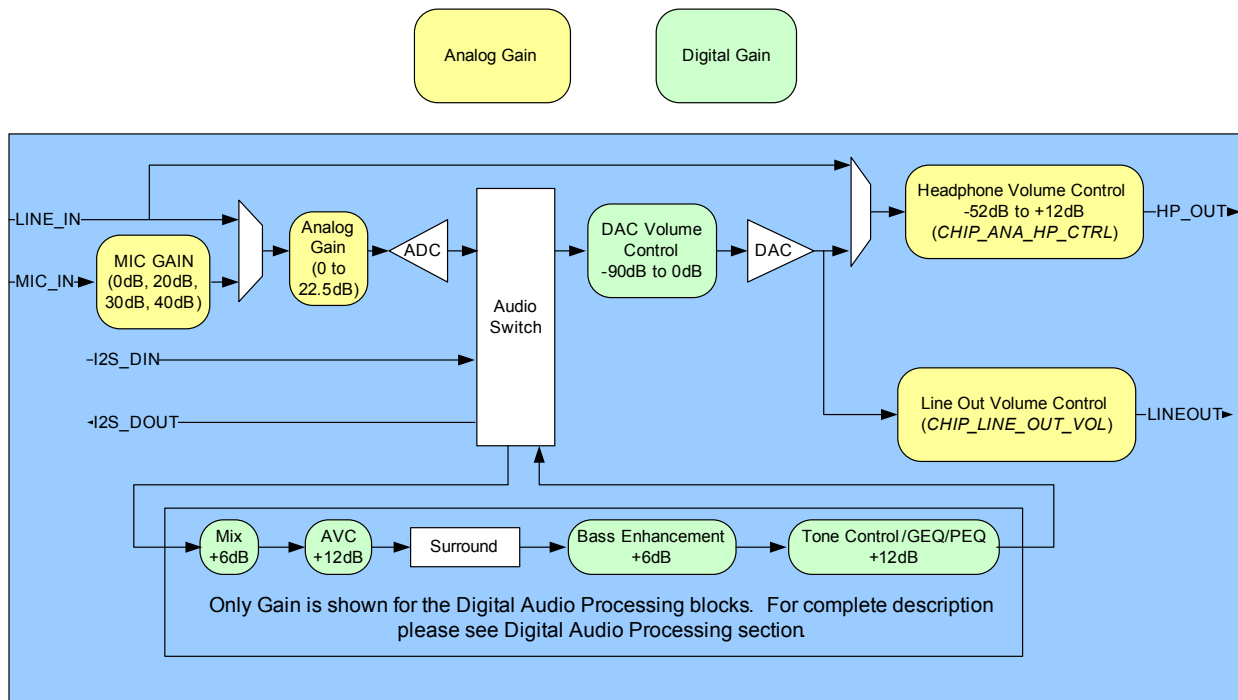 Analog Gain
Digital Gain
LINE_IN
MIC_IN
MIC GAIN
(0dB, 20dB,
30dB, 40dB)
Analog
Gain
(0 to
22.5dB)
ADC
Audio
Switch
DAC Volume
Control
-90dB to 0dB
DAC
Headphone Volume Control
-52dB to +12dB
(CHIP_ANA_HP_CTRL)
HP_OUT
I2S_DIN
I2S_DOUT
Line Out Volume Control
(CHIP_LINE_OUT_VOL)
LINEOUT
Mix
+6dB
AVC
+12dB
Surround
Bass Enhancement
+6dB
Tone Control/GEQ/PEQ
+12dB
Only Gain is shown for the Digital Audio Processing blocks. For complete description
please see Digital Audio Processing section.